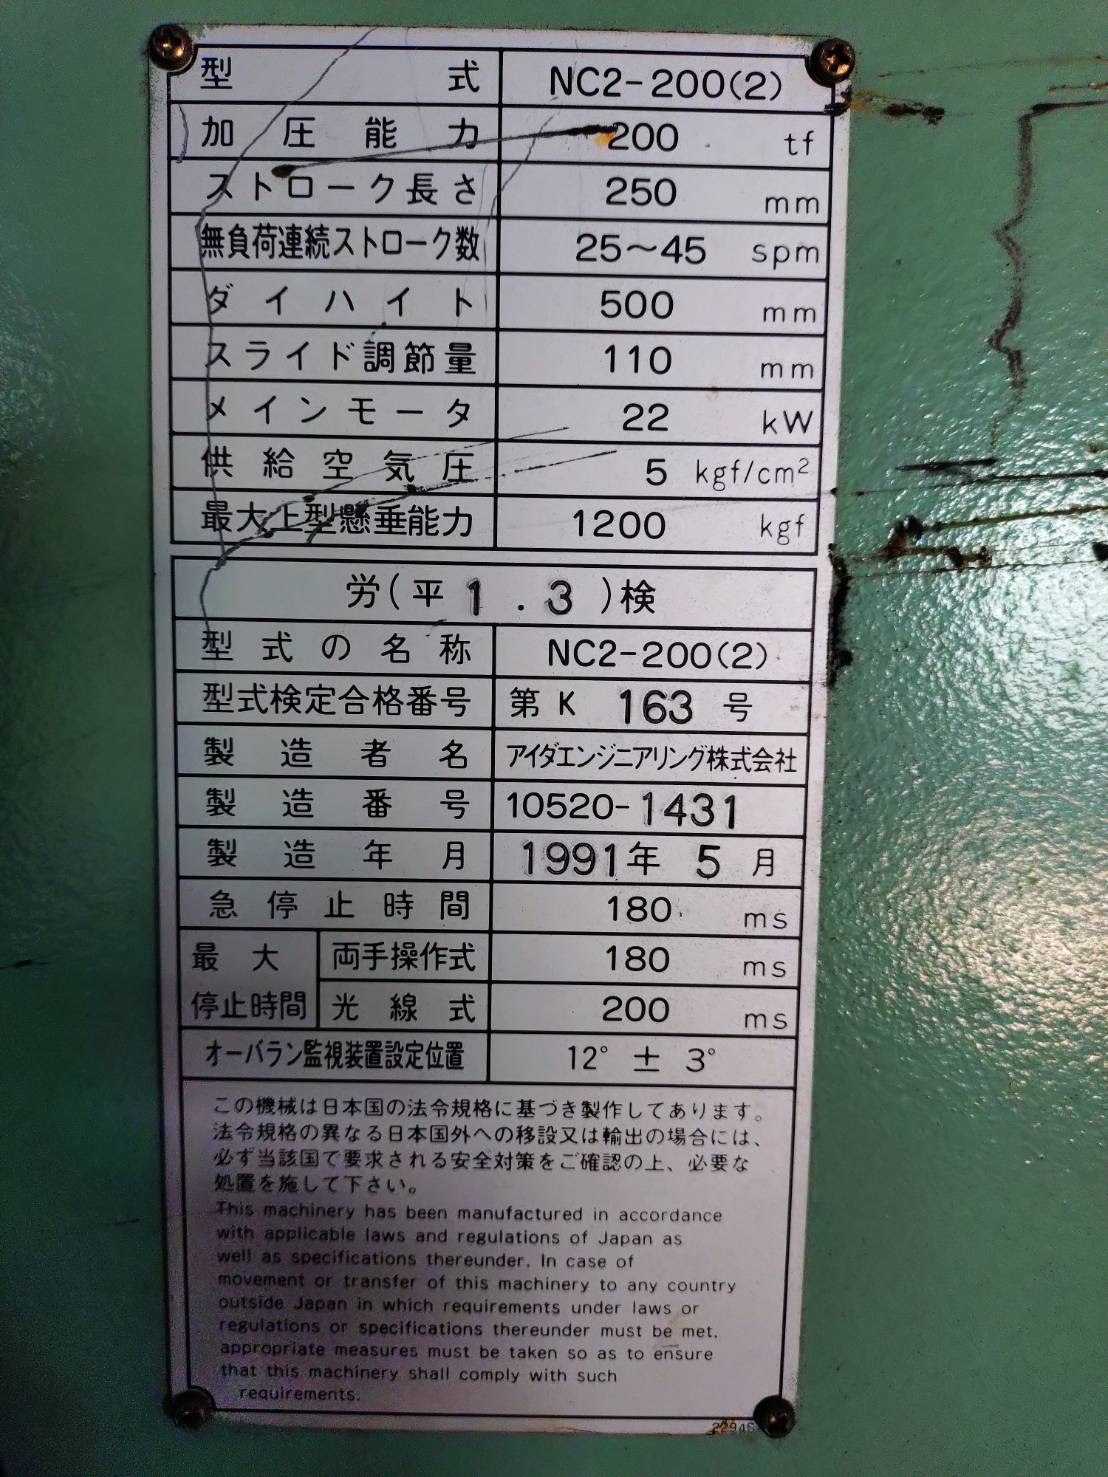 型式 NC2-200(2)
加圧能力 200 tf
ストローク長さ 250 mm
無負荷連続ストローク数 25～45 spm
ダイハイト 500 mm
スライド調節量 110 mm
メインモータ 22 kW
供給空気圧 5 kgf/cm²
最大上型懸垂能力 1200 kgf
労(平 1 . 3 )検
型式の名称 NC2-200(2)
型式検定合格番号 第K 163 号
製造者名 アイダエンジニアリング株式会社
製造番号 10520-1431
製造年月 1991年 5月
急停止時間 180 ms
最大停止時間 両手操作式 180 ms
光線式 200 ms
オーバラン監視装置設定位置 12° ± 3°
この機械は日本国の法令規格に基づき製作してあります。
法令規格の異なる日本国外への移設又は輸出の場合には、
必ず当該国で要求される安全対策をご確認の上、必要な
処置を施して下さい。
This machinery has been manufactured in accordance
with applicable laws and regulations of Japan as
well as specifications thereunder. In case of
movement or transfer of this machinery to any country
outside Japan in which requirements under laws or
regulations or specifications thereunder must be met.
appropriate measures must be taken so as to ensure
that this machinery shall comply with such
requirements.